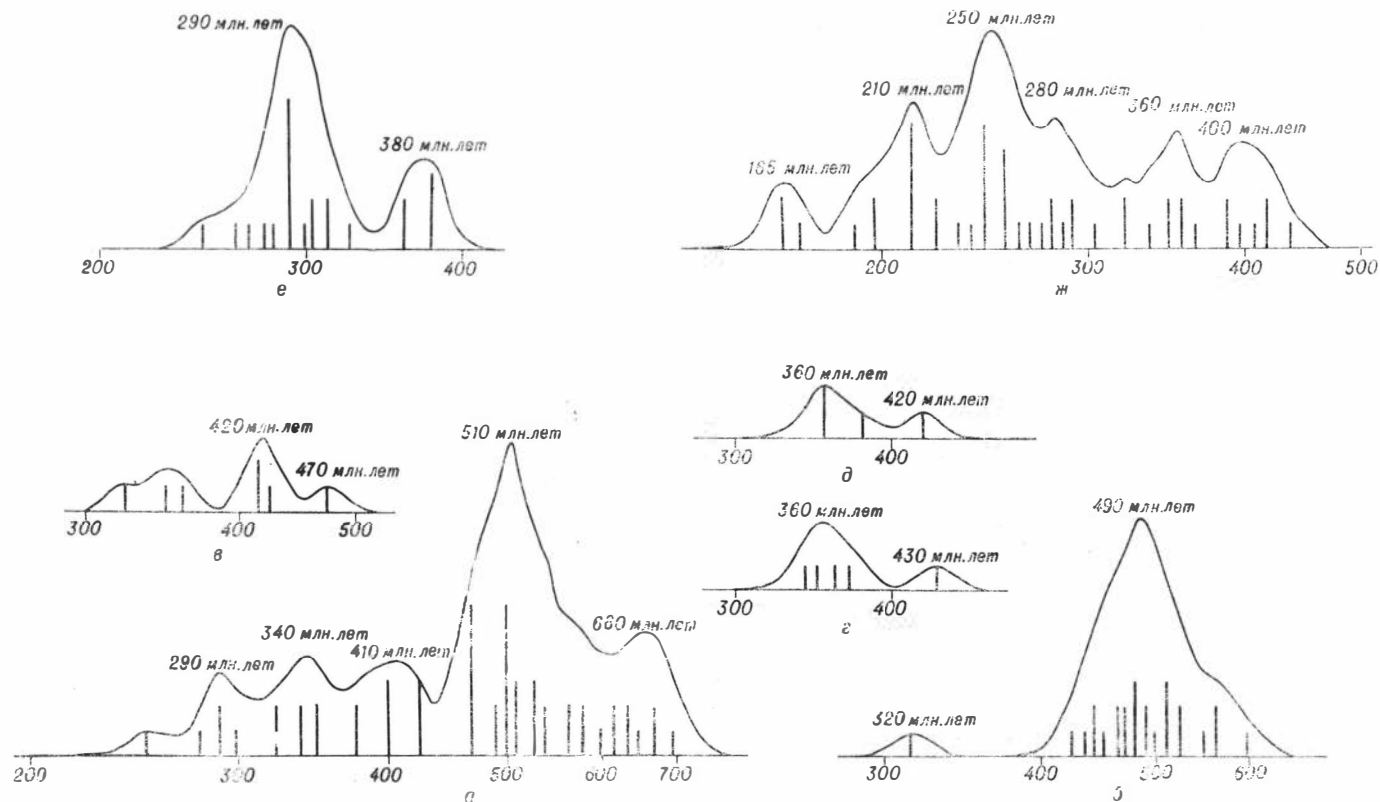 290 млн.лет
380 млн.лет
200 300 400
е
250 млн.лет
210 млн.лет
280 млн.лет
360 млн.лет
400 млн.лет
165 млн.лет
200 300 400 500
ж
420 млн.лет
470 млн.лет
300 400 500
в
360 млн.лет
420 млн.лет
300 400
д
360 млн.лет
430 млн.лет
300 400
г
510 млн.лет
660 млн.лет
340 млн.лет
410 млн.лет
290 млн.лет
200 300 400 500 600 700
а
490 млн.лет
320 млн.лет
300 400 500 600
б